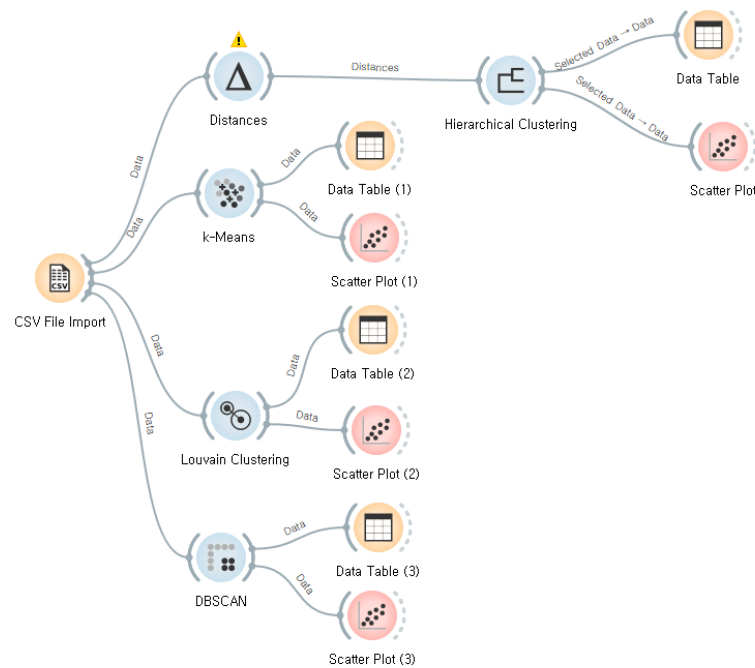 Distances
Distances
Hierarchical Clustering
Selected Data → Data
Data Table
Selected Data → Data
Scatter Plot
Data
Data
k-Means
Data
Data Table (1)
Data
Scatter Plot (1)
CSV
CSV File Import
Data
Louvain Clustering
Data
Data Table (2)
Data
Scatter Plot (2)
Data
DBSCAN
Data
Data Table (3)
Data
Scatter Plot (3)